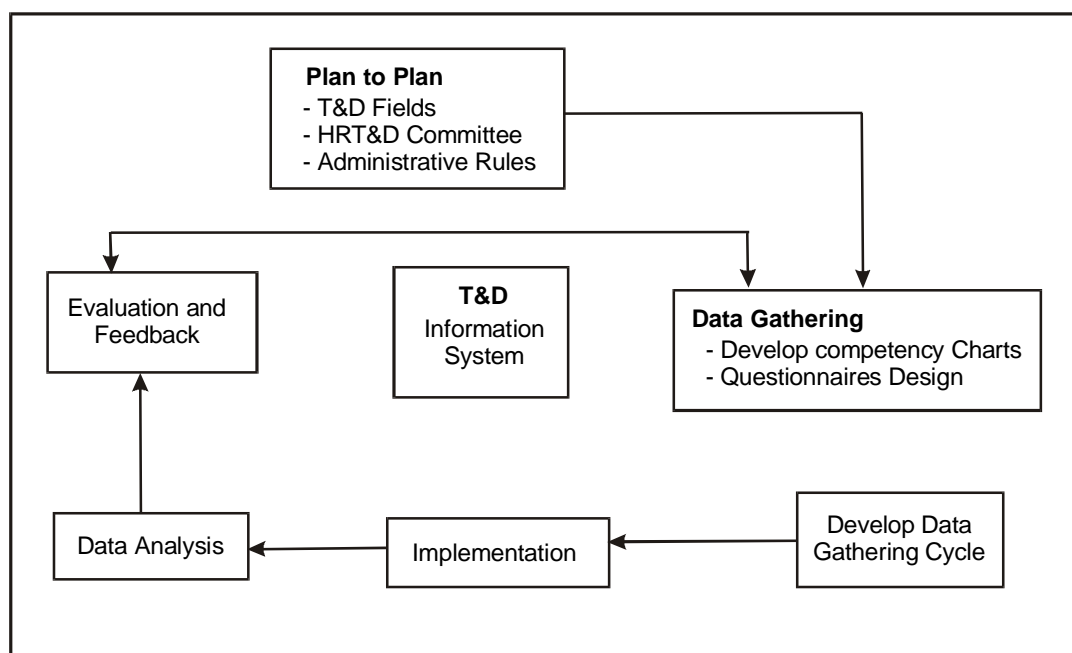 Plan to Plan
- T&D Fields
- HRT&D Committee
- Administrative Rules
Evaluation and
Feedback
T&D
Information
System
Data Gathering
- Develop competency Charts
- Questionnaires Design
Data Analysis
Implementation
Develop Data
Gathering Cycle